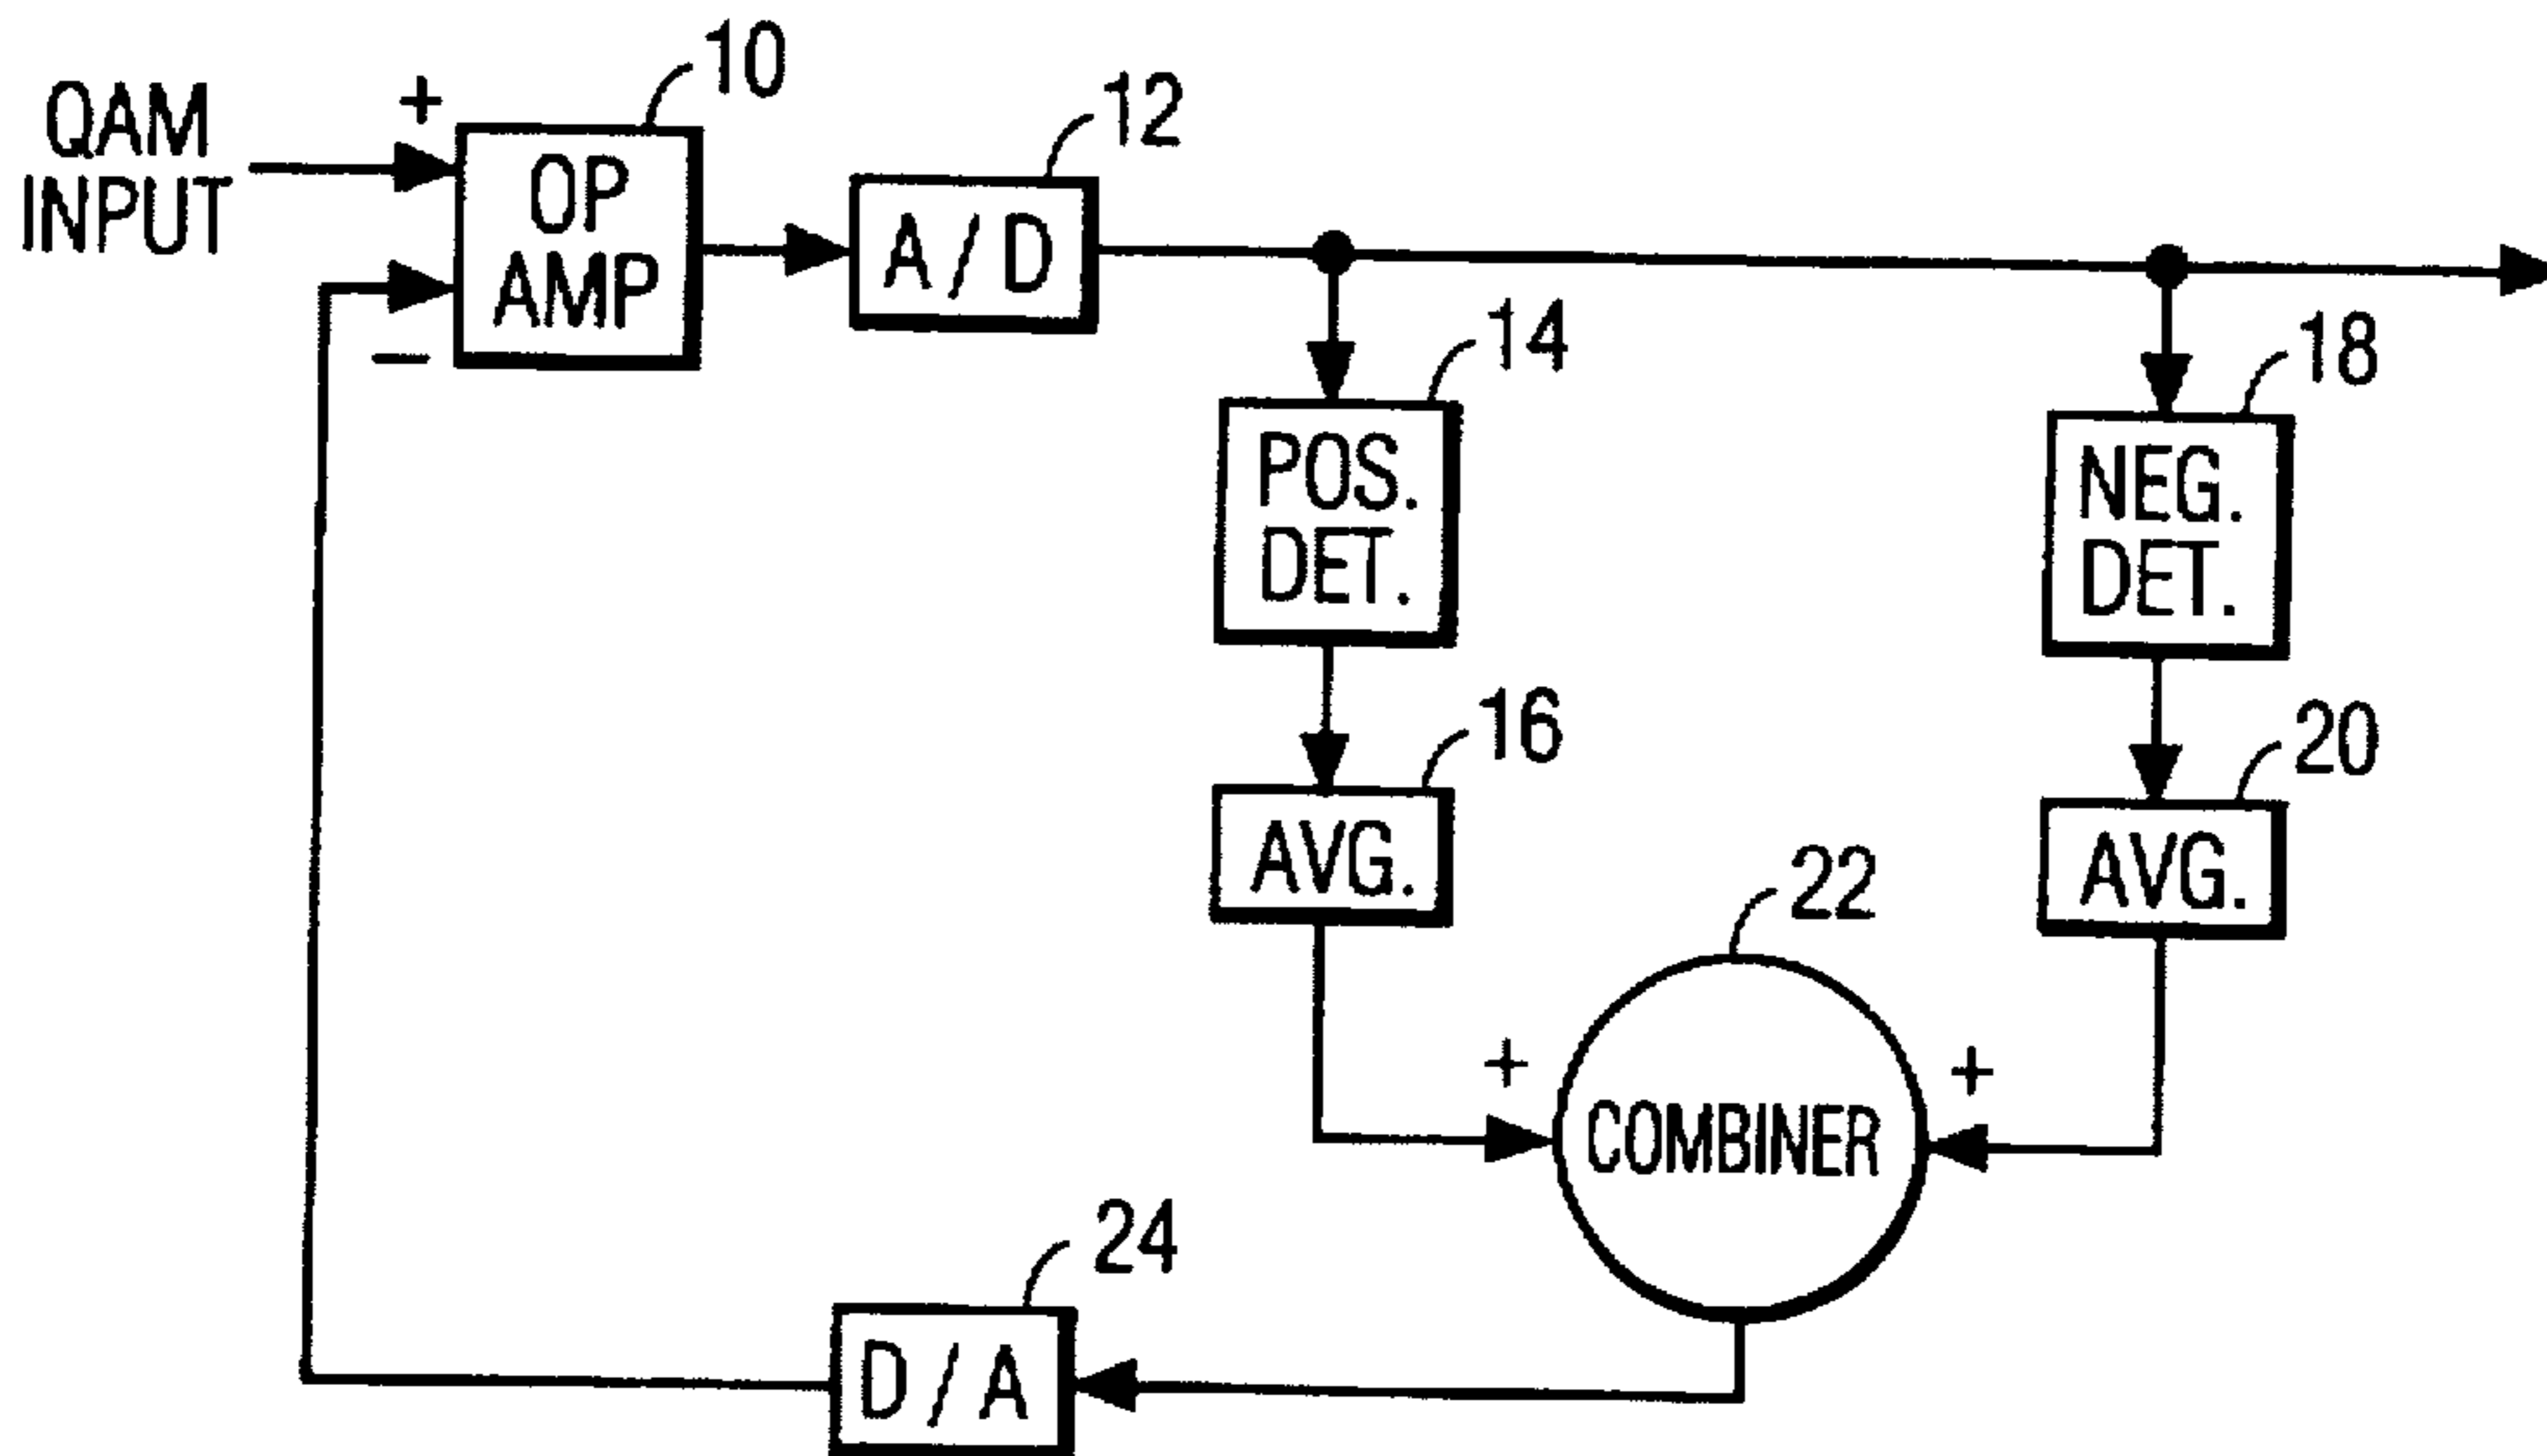 QAM
INPUT
+
−
10
OP
AMP
12
A / D
14
POS.
DET.
18
NEG.
DET.
16
AVG.
20
AVG.
22
+
COMBINER
+
24
D / A